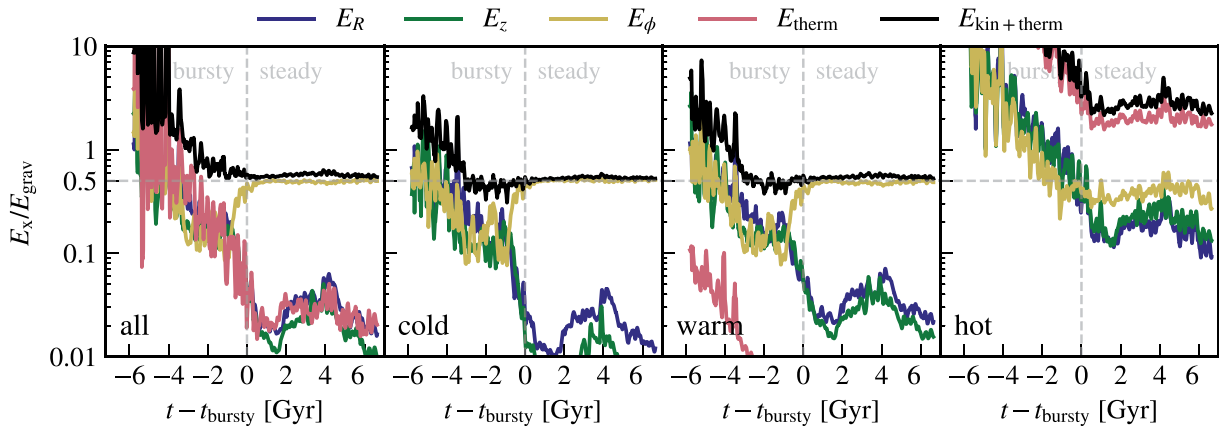 E_R E_z E_ϕ E_therm E_kin + therm
10
1
0.5
0.1
0.01
E_x/E_grav
bursty steady
all
−6 −4 −2 0 2 4 6
t − t_bursty [Gyr]
bursty steady
cold
−6 −4 −2 0 2 4 6
t − t_bursty [Gyr]
bursty steady
warm
−6 −4 −2 0 2 4 6
t − t_bursty [Gyr]
bursty steady
hot
−6 −4 −2 0 2 4 6
t − t_bursty [Gyr]